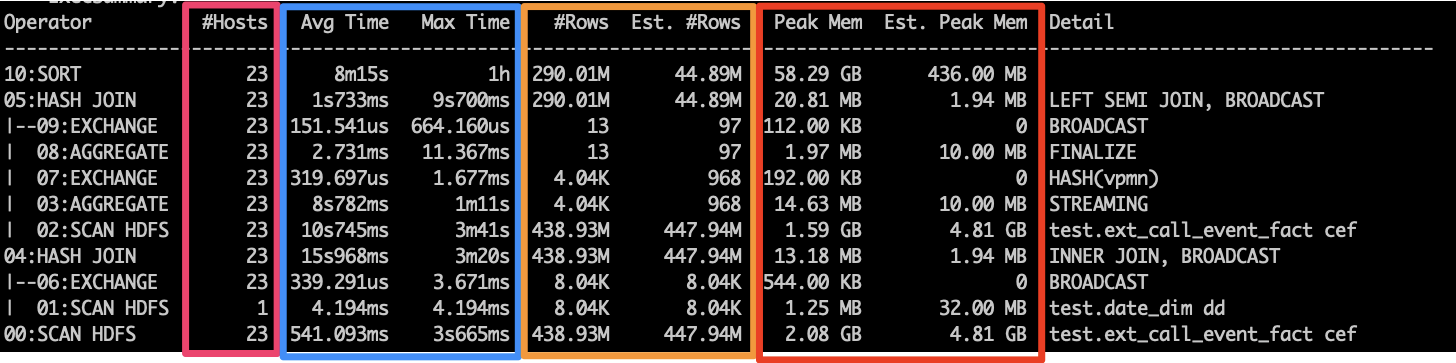 ExecSummary:
Operator #Hosts Avg Time Max Time #Rows Est. #Rows Peak Mem Est. Peak Mem Detail
--------------------------------------------------------------------------------------------------------------------------------
10:SORT 23 8m15s 1h 290.01M 44.89M 58.29 GB 436.00 MB
05:HASH JOIN 23 1s733ms 9s700ms 290.01M 44.89M 20.81 MB 1.94 MB LEFT SEMI JOIN, BROADCAST
|--09:EXCHANGE 23 151.541us 664.160us 13 97 112.00 KB 0 BROADCAST
| 08:AGGREGATE 23 2.731ms 11.367ms 13 97 1.97 MB 10.00 MB FINALIZE
| 07:EXCHANGE 23 319.697us 1.677ms 4.04K 968 192.00 KB 0 HASH(vpmn)
| 03:AGGREGATE 23 8s782ms 1m11s 4.04K 968 14.63 MB 10.00 MB STREAMING
| 02:SCAN HDFS 23 10s745ms 3m41s 438.93M 447.94M 1.59 GB 4.81 GB test.ext_call_event_fact cef
04:HASH JOIN 23 15s968ms 3m20s 438.93M 447.94M 13.18 MB 1.94 MB INNER JOIN, BROADCAST
|--06:EXCHANGE 23 339.291us 3.671ms 8.04K 8.04K 544.00 KB 0 BROADCAST
| 01:SCAN HDFS 1 4.194ms 4.194ms 8.04K 8.04K 1.25 MB 32.00 MB test.date_dim dd
00:SCAN HDFS 23 541.093ms 3s665ms 438.93M 447.94M 2.08 GB 4.81 GB test.ext_call_event_fact cef